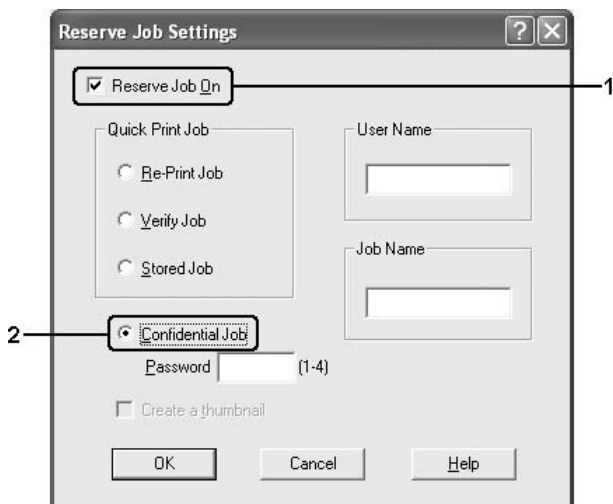 Reserve Job Settings
Reserve Job On
1
Quick Print Job
User Name
Re-Print Job
Verify Job
Job Name
Stored Job
2
Confidential Job
Password (1-4)
Create a thumbnail
OK Cancel Help